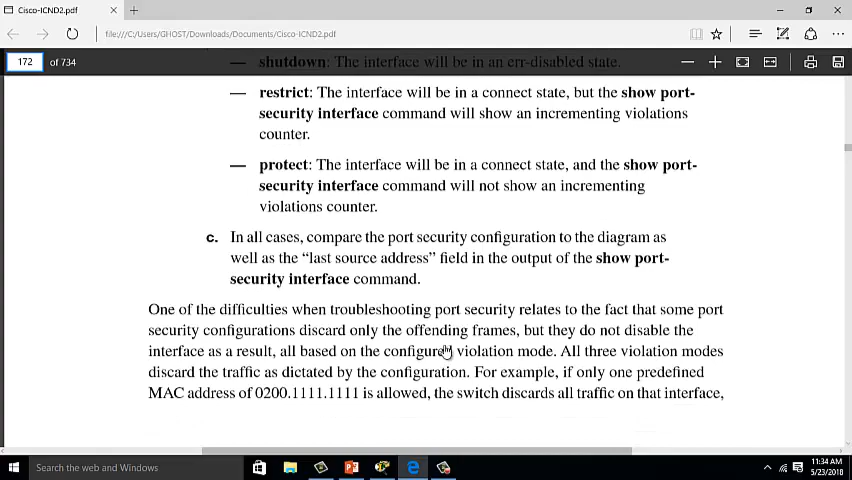 Cisco-ICND2.pdf
file:///C:/Users/GHOST/Downloads/Documents/Cisco-ICND2.pdf
172 of 734
— shutdown: The interface will be in an err-disabled state.
— restrict: The interface will be in a connect state, but the show port-
security interface command will show an incrementing violations
counter.
— protect: The interface will be in a connect state, and the show port-
security interface command will not show an incrementing
violations counter.
c. In all cases, compare the port security configuration to the diagram as
well as the “last source address” field in the output of the show port-
security interface command.
One of the difficulties when troubleshooting port security relates to the fact that some port
security configurations discard only the offending frames, but they do not disable the
interface as a result, all based on the configured violation mode. All three violation modes
discard the traffic as dictated by the configuration. For example, if only one predefined
MAC address of 0200.1111.1111 is allowed, the switch discards all traffic on that interface,
Search the web and Windows
11:34 AM
5/23/2018